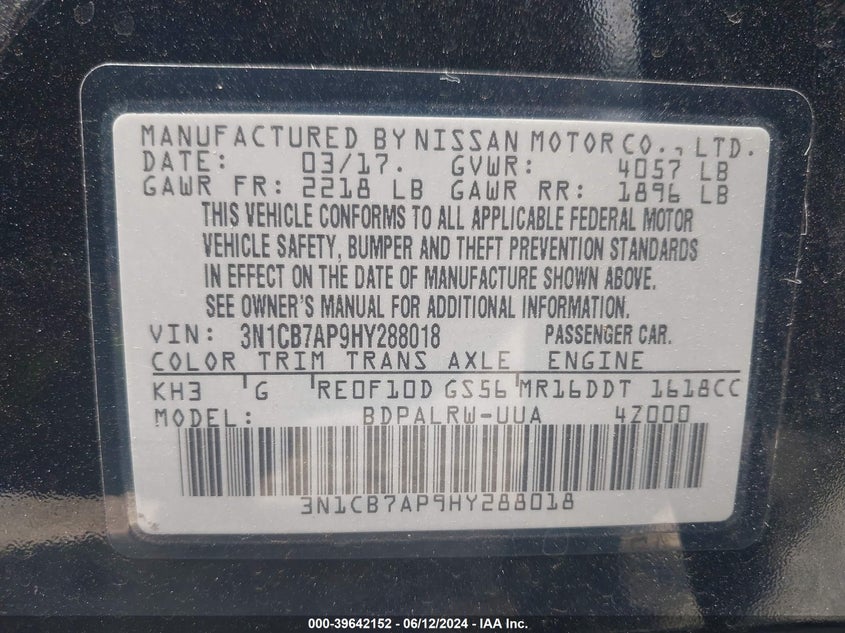 MANUFACTURED BY NISSAN MOTOR CO., LTD.
DATE: 03/17. GVWR: 4057 LB
GAWR FR: 2218 LB GAWR RR: 1896 LB
THIS VEHICLE CONFORMS TO ALL APPLICABLE FEDERAL MOTOR
VEHICLE SAFETY, BUMPER AND THEFT PREVENTION STANDARDS
IN EFFECT ON THE DATE OF MANUFACTURE SHOWN ABOVE.
SEE OWNER'S MANUAL FOR ADDITIONAL INFORMATION.
VIN: 3N1CB7AP9HY288018 PASSENGER CAR.
COLOR TRIM TRANS AXLE ENGINE
KH3 G RE0F10D GS56 MR16DDT 1618CC
MODEL: BDPALRW-UUA 4Z000
3N1CB7AP9HY288018
000-39642152 - 06/12/2024 - IAA Inc.